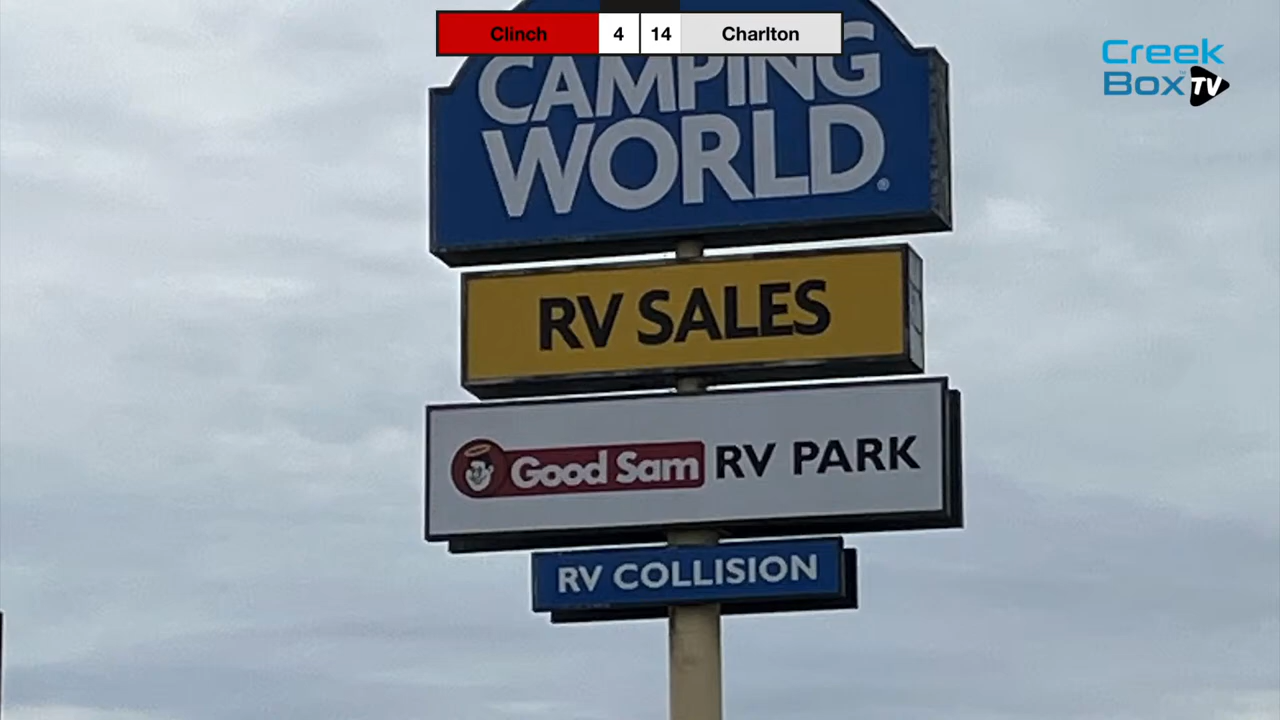 Clinch 4 14 Charlton
Creek
Box TV
CAMPING
WORLD®
RV SALES
Good Sam RV PARK
RV COLLISION